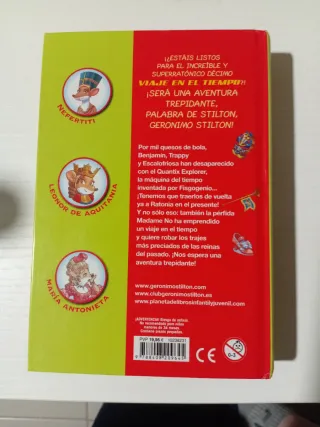 ¡¿ESTÁIS LISTOS
PARA EL INCREÍBLE Y
SUPERRATÓNICO DÉCIMO
VIAJE EN EL TIEMPO?!
¡SERÁ UNA AVENTURA
TREPIDANTE,
PALABRA DE STILTON,
GERONIMO STILTON!
NEFERTITI
Por mil quesos de bola,
Benjamín, Trappy
y Escalofriosa han desaparecido
con el Quantix Explorer,
la máquina del tiempo
inventada por Fisgogenio...
¡Tenemos que traerlos de vuelta
ya a Ratonia en el presente!
Y no sólo eso: ¡también la pérfida
Madame No ha emprendido
un viaje en el tiempo
y quiere robar los trajes
más preciados de las reinas
del pasado. ¡Nos espera una
aventura trepidante!
LEONOR DE AQUITANIA
MARÍA ANTONIETA
www.geronimostilton.com
www.clubgeronimostilton.es
www.planetadelibrosinfantilyjuvenil.com
PVP
CE
0-3